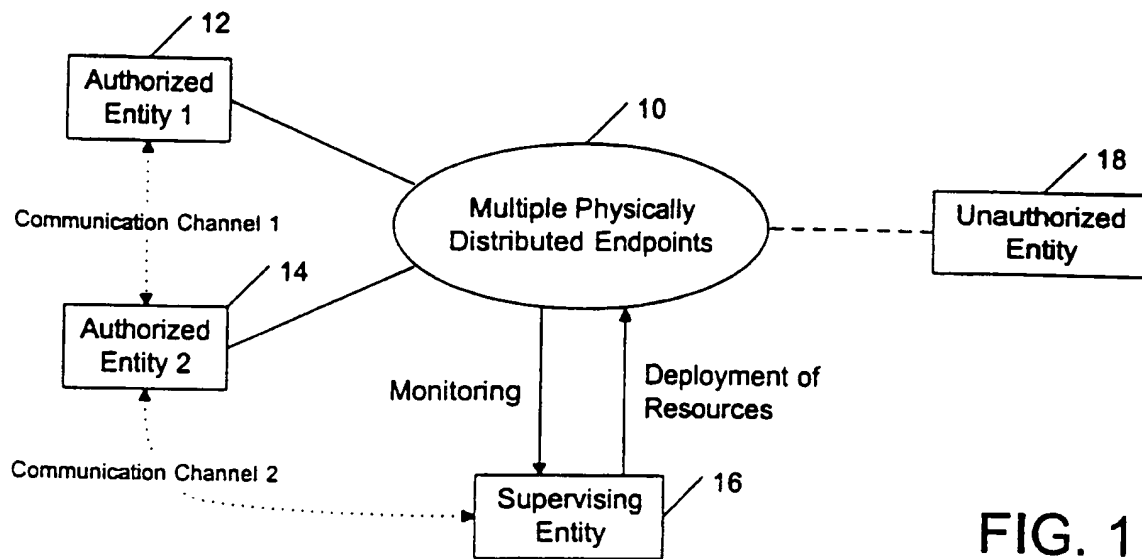 12
Authorized
Entity 1
10
18
Communication Channel 1
Multiple Physically
Distributed Endpoints
Unauthorized
Entity
14
Authorized
Entity 2
Monitoring
Deployment of
Resources
Communication Channel 2
Supervising
Entity
16
FIG. 1